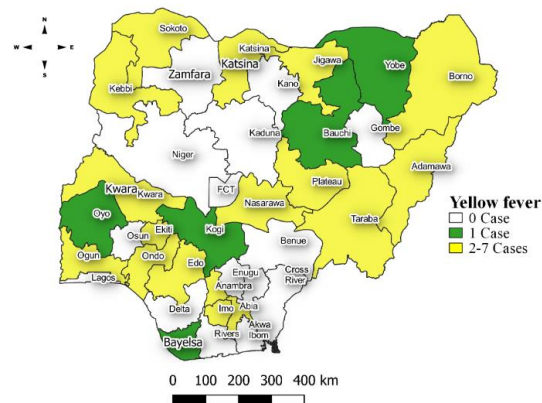 N
W E
S
Sokoto
Katsina
Katsina
Jigawa
Yobe
Borno
Zamfara
Kebbi
Kano
Kaduna
Bauchi
Gombe
Niger
Adamawa
FCT
Plateau
Kwara
Kwara
Nasarawa
Taraba
Oyo
Osun
Ekiti
Kogi
Benue
Ogun
Ondo
Edo
Lagos
Enugu
Anambra
Cross
River
Delta
Imo
Abia
Akwa
Ibom
Rivers
Bayelsa
Yellow fever
0 Case
1 Case
2-7 Cases
0 100 200 300 400 km